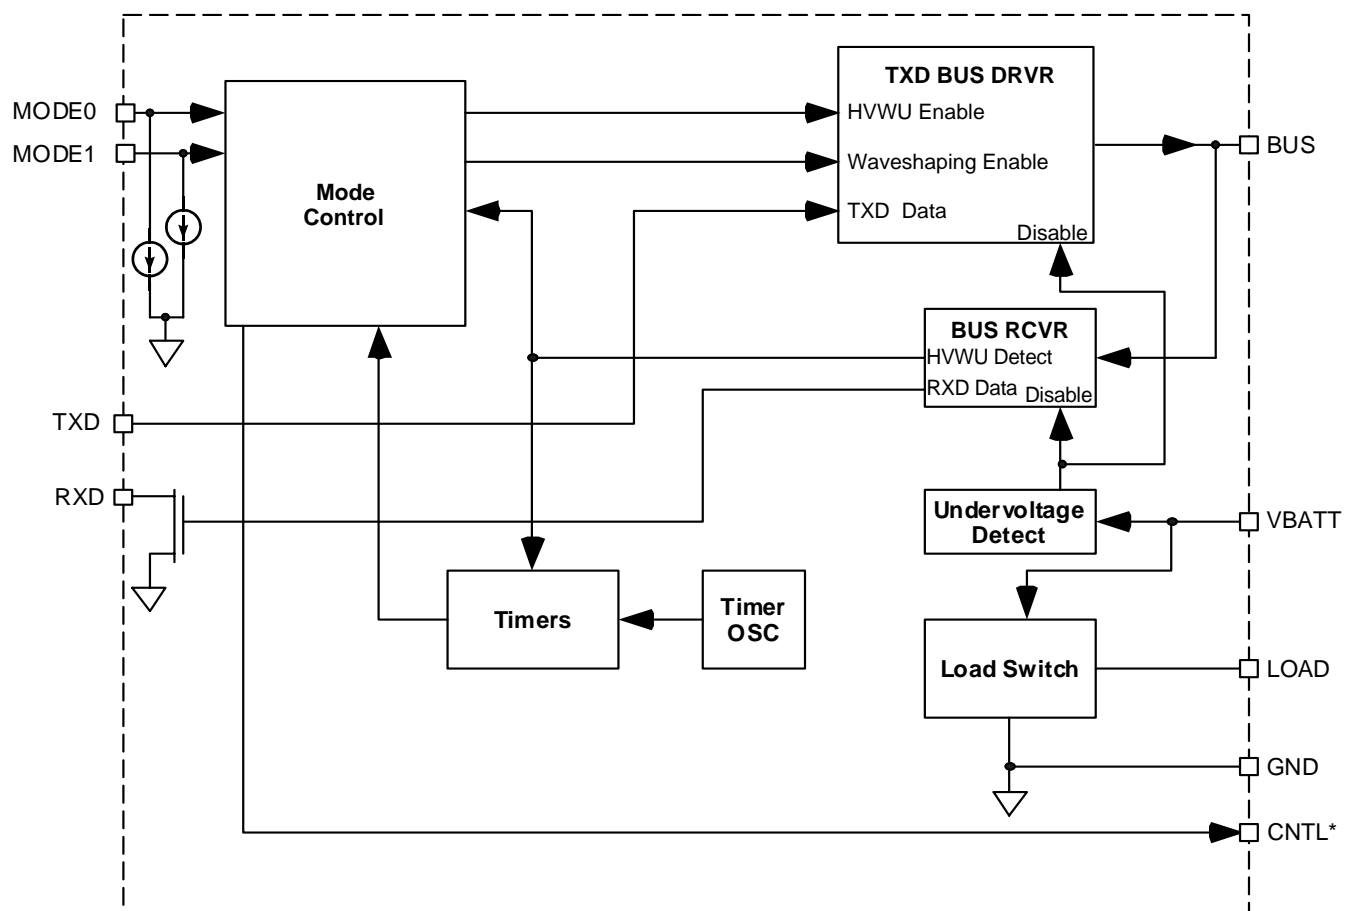 TXD BUS DRVR
MODE0
HVWU Enable
MODE1
BUS
Waveshaping Enable
Mode
Control
TXD Data
Disable
BUS RCVR
HVWU Detect
RXD Data
Disable
TXD
RXD
Undervoltage
Detect
VBATT
Timers
Timer
OSC
Load Switch
LOAD
GND
CNTL*